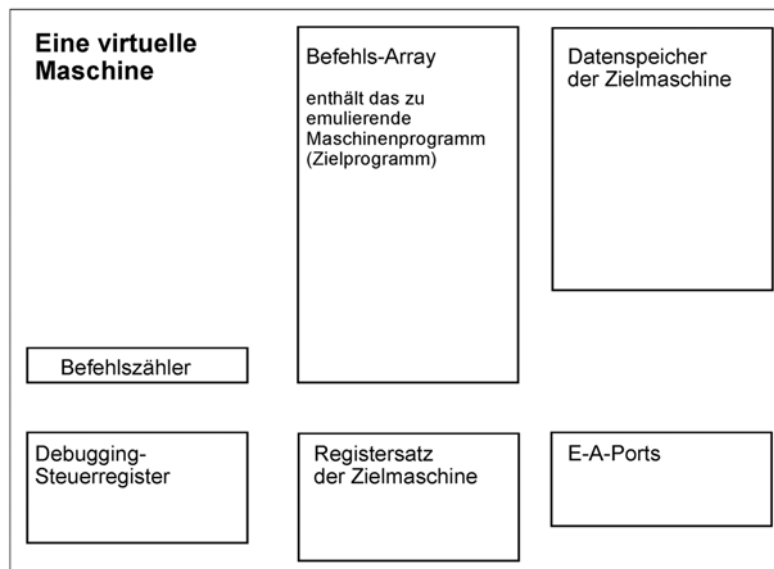 Eine virtuelle
Maschine
Befehls-Array
enthält das zu
emulierende
Maschinenprogramm
(Zielprogramm)
Datenspeicher
der Zielmaschine
Befehlszähler
Debugging-
Steuerregister
Registersatz
der Zielmaschine
E-A-Ports